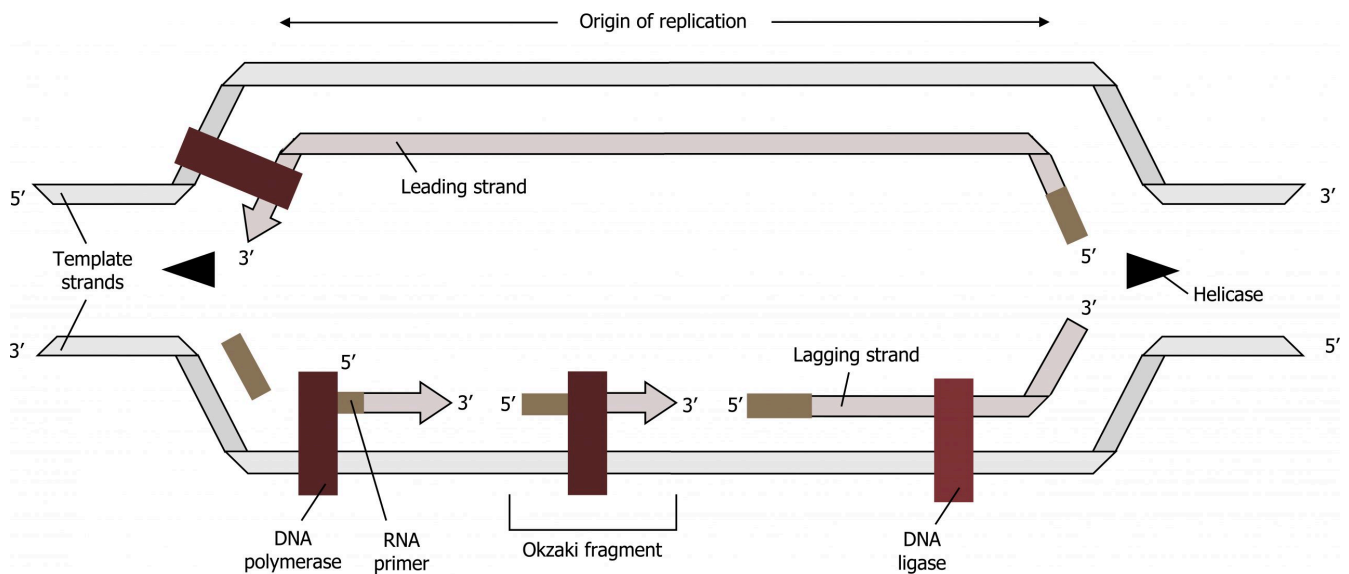 Origin of replication
Leading strand
5′
3′
Template
strands
3′
5′
Helicase
3′
3′
5′
5′
Lagging strand
3′
5′
3′
5′
DNA
polymerase
RNA
primer
Okzaki fragment
DNA
ligase